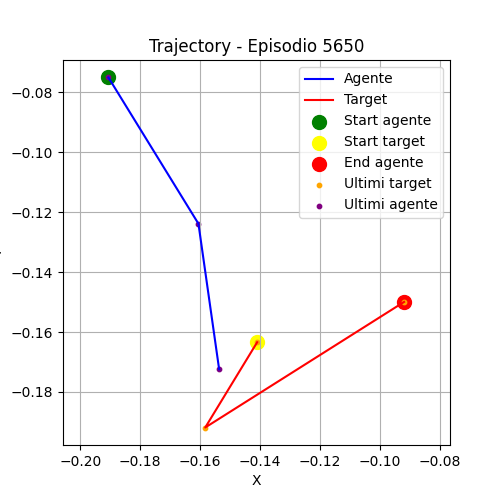 Trajectory - Episodio 5650
Agente
Target
Start agente
Start target
End agente
Ultimi target
Ultimi agente
−0.08
−0.10
−0.12
−0.14
−0.16
−0.18
−0.20
−0.18
−0.16
−0.14
−0.12
−0.10
−0.08
X